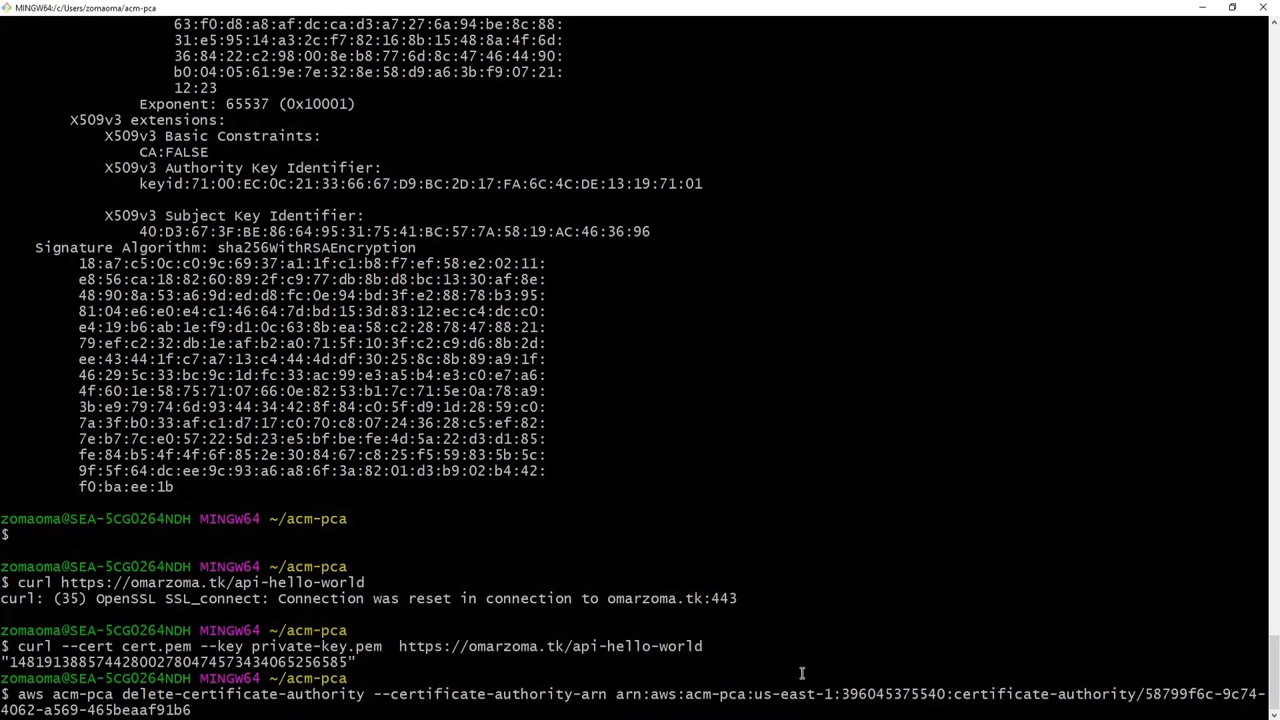 MINGW64:/c/Users/zomaoma/acm-pca
63:f0:d8:a8:af:dc:ca:d3:a7:27:6a:94:be:8c:88:
31:e5:95:14:a3:2c:f7:82:16:8b:15:48:8a:4f:6d:
36:84:22:c2:98:00:8e:b8:77:6d:8c:47:46:44:90:
b0:04:05:61:9e:7e:32:8e:58:d9:a6:3b:f9:07:21:
12:23
Exponent: 65537 (0x10001)
X509v3 extensions:
X509v3 Basic Constraints:
CA:FALSE
X509v3 Authority Key Identifier:
keyid:71:00:EC:0C:21:33:66:67:D9:BC:2D:17:FA:6C:4C:DE:13:19:71:01
X509v3 Subject Key Identifier:
40:D3:67:3F:BE:86:64:95:31:75:41:BC:57:7A:58:19:AC:46:36:96
Signature Algorithm: sha256WithRSAEncryption
18:a7:c5:0c:c0:9c:69:37:a1:1f:c1:b8:f7:ef:58:e2:02:11:
e8:56:ca:18:82:60:89:2f:c9:77:db:8b:d8:bc:13:30:af:8e:
48:90:8a:53:a6:9d:ed:d8:fc:0e:94:bd:3f:e2:88:78:b3:95:
81:04:e6:e0:e4:c1:46:64:7d:bd:15:3d:83:12:ec:c4:dc:c0:
e4:19:b6:ab:1e:f9:d1:0c:63:8b:ea:58:c2:28:78:47:88:21:
79:ef:c2:32:db:1e:af:b2:a0:71:5f:10:3f:c2:c9:d6:8b:2d:
ee:43:44:1f:c7:a7:13:c4:44:4d:df:30:25:8c:8b:89:a9:1f:
46:29:5c:33:bc:9c:1d:fc:33:ac:99:e3:a5:b4:e3:c0:e7:a6:
4f:60:1e:58:75:71:07:66:0e:82:53:b1:7c:71:5e:0a:78:a9:
3b:e9:79:74:6d:93:44:34:42:8f:84:c0:5f:d9:1d:28:59:c0:
7a:3f:b0:33:af:c1:d7:17:c0:70:c8:07:24:36:28:c5:ef:82:
7e:b7:7c:e0:57:22:5d:23:e5:bf:be:fe:4d:5a:22:d3:d1:85:
fe:84:b5:4f:4f:6f:85:2e:30:84:67:c8:25:f5:59:83:5b:5c:
9f:5f:64:dc:ee:9c:93:a6:a8:6f:3a:82:01:d3:b9:02:b4:42:
f0:ba:ee:1b
zomaoma@SEA-5CG0264NDH MINGW64 ~/acm-pca
$
zomaoma@SEA-5CG0264NDH MINGW64 ~/acm-pca
$ curl https://omarzoma.tk/api-hello-world
curl: (35) OpenSSL SSL_connect: Connection was reset in connection to omarzoma.tk:443
zomaoma@SEA-5CG0264NDH MINGW64 ~/acm-pca
$ curl --cert cert.pem --key private-key.pem  https://omarzoma.tk/api-hello-world
"148191388574428002780474573434065256585"
zomaoma@SEA-5CG0264NDH MINGW64 ~/acm-pca
$ aws acm-pca delete-certificate-authority --certificate-authority-arn arn:aws:acm-pca:us-east-1:396045375540:certificate-authority/58799f6c-9c74-
4062-a569-465beaaf91b6